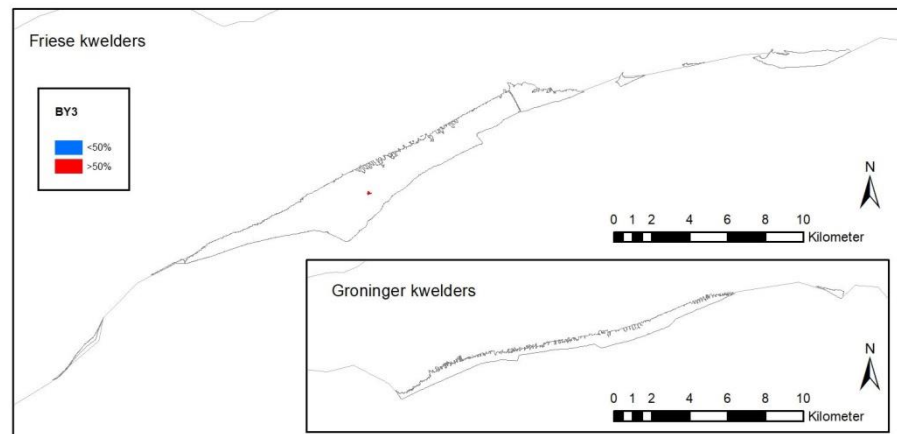 Friese kwelders
BY3
<50%
>50%
N
0 1 2 4 6 8 10
Kilometer
Groninger kwelders
N
0 1 2 4 6 8 10
Kilometer